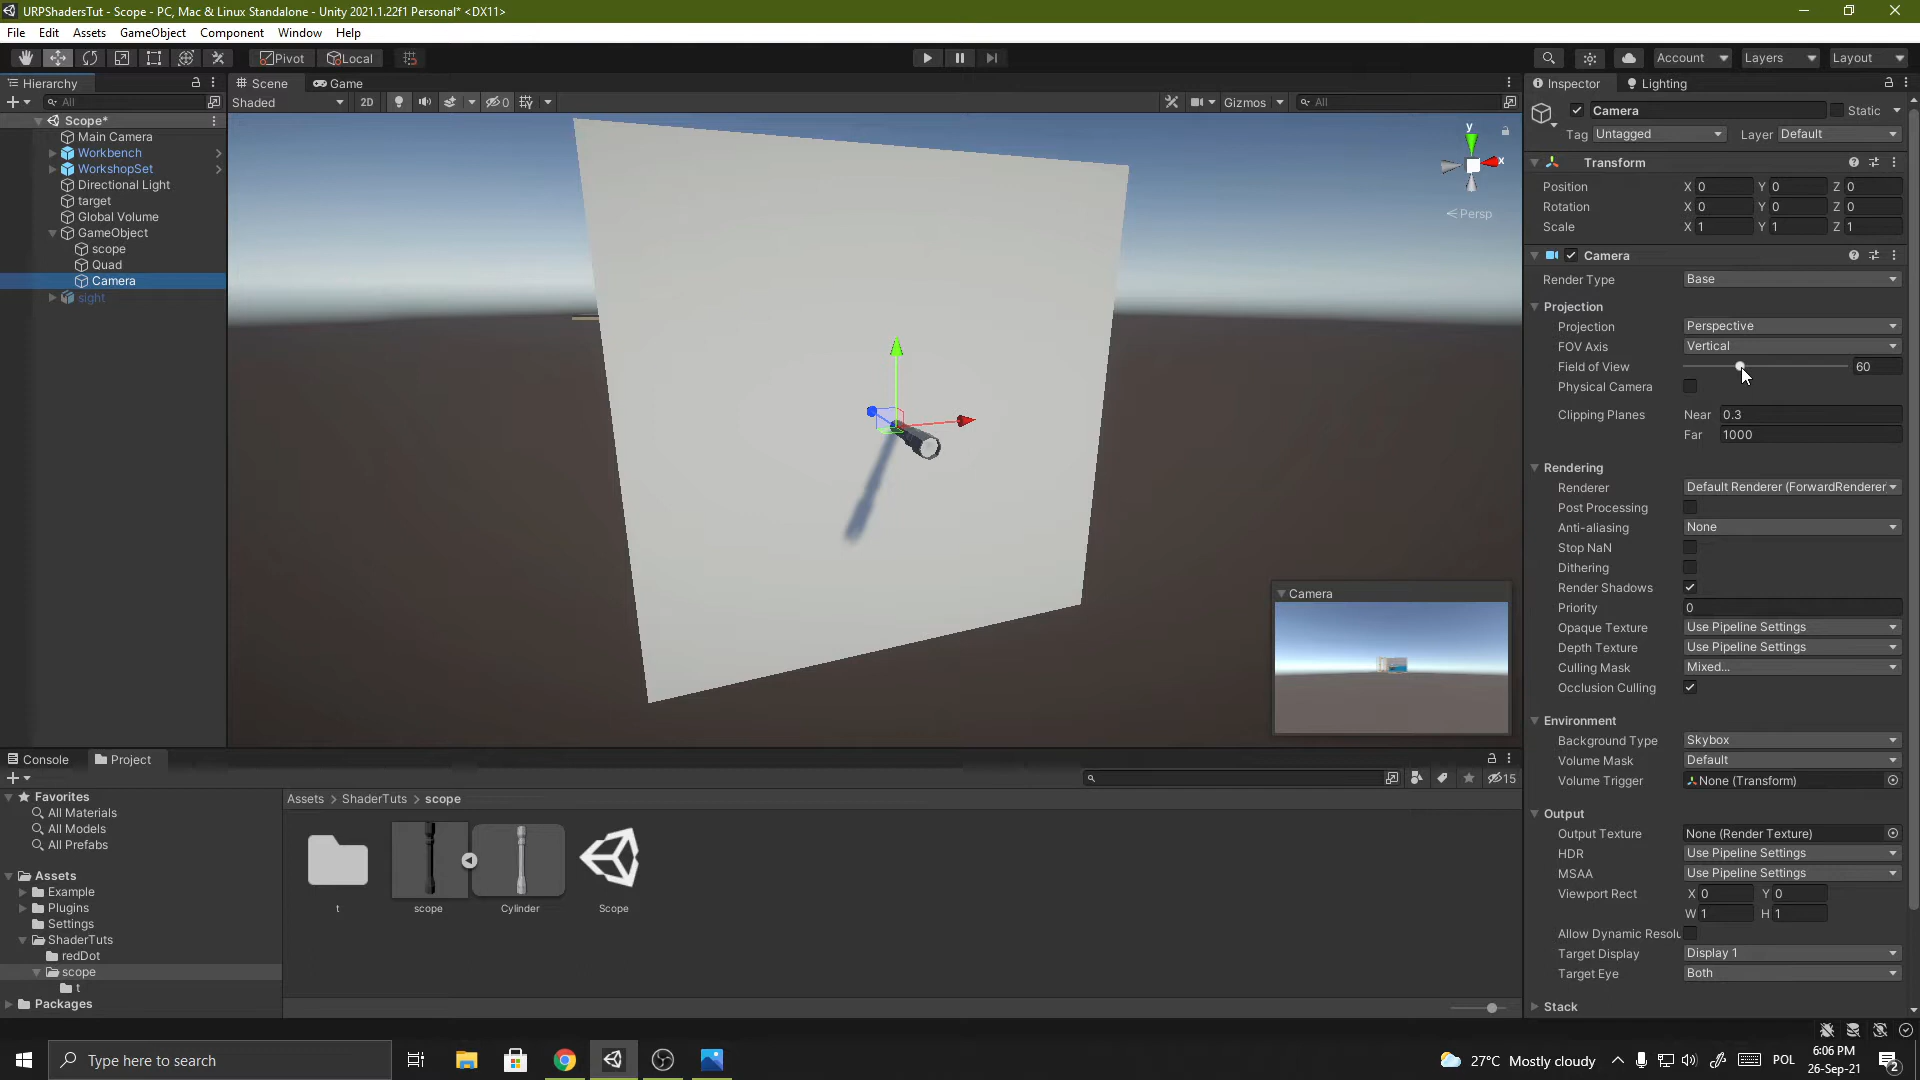 URPShadersTut - Scope - PC, Mac & Linux Standalone - Unity 2021.1.22f1 Personal* <DX11>
File Edit Assets GameObject Component Window Help
Pivot Local Account Layers Layout
Hierarchy Scene Game Inspector Lighting
All Shaded 2D 0 Gizmos All Camera Static
Scope*
Main Camera
Workbench
WorkshopSet
Directional Light
target
Global Volume
GameObject
scope
Quad
Camera
sight
y
x
Persp
Camera
Tag Untagged Layer Default
Transform
Position X 0 Y 0 Z 0
Rotation X 0 Y 0 Z 0
Scale X 1 Y 1 Z 1
Camera
Render Type Base
Projection
Projection Perspective
FOV Axis Vertical
Field of View 60
Physical Camera
Clipping Planes Near 0.3
Far 1000
Rendering
Renderer Default Renderer (ForwardRenderer
Post Processing
Anti-aliasing None
Stop NaN
Dithering
Render Shadows
Priority 0
Opaque Texture Use Pipeline Settings
Depth Texture Use Pipeline Settings
Culling Mask Mixed...
Occlusion Culling
Environment
Background Type Skybox
Volume Mask Default
Volume Trigger None (Transform)
Output
Output Texture None (Render Texture)
HDR Use Pipeline Settings
MSAA Use Pipeline Settings
Viewport Rect X 0 Y 0
W 1 H 1
Allow Dynamic Resolu
Target Display Display 1
Target Eye Both
Stack
Console Project
15
Favorites
All Materials
All Models
All Prefabs
Assets
Example
Plugins
Settings
ShaderTuts
redDot
scope
t
Packages
Assets > ShaderTuts > scope
t scope Cylinder Scope
Type here to search
27°C Mostly cloudy
POL
6:06 PM
26-Sep-21
2